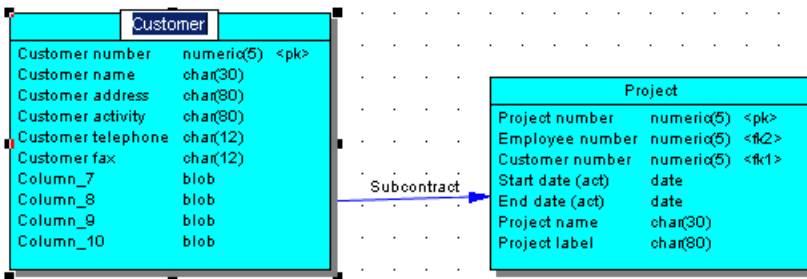 Customer
Customer number numeric(5) <pk>
Customer name char(30)
Customer address char(80)
Customer activity char(80)
Customer telephone char(12)
Customer fax char(12)
Column_7 blob
Column_8 blob
Column_9 blob
Column_10 blob
Subcontract
Project
Project number numeric(5) <pk>
Employee number numeric(5) <fk2>
Customer number numeric(5) <fk1>
Start date (act) date
End date (act) date
Project name char(30)
Project label char(80)